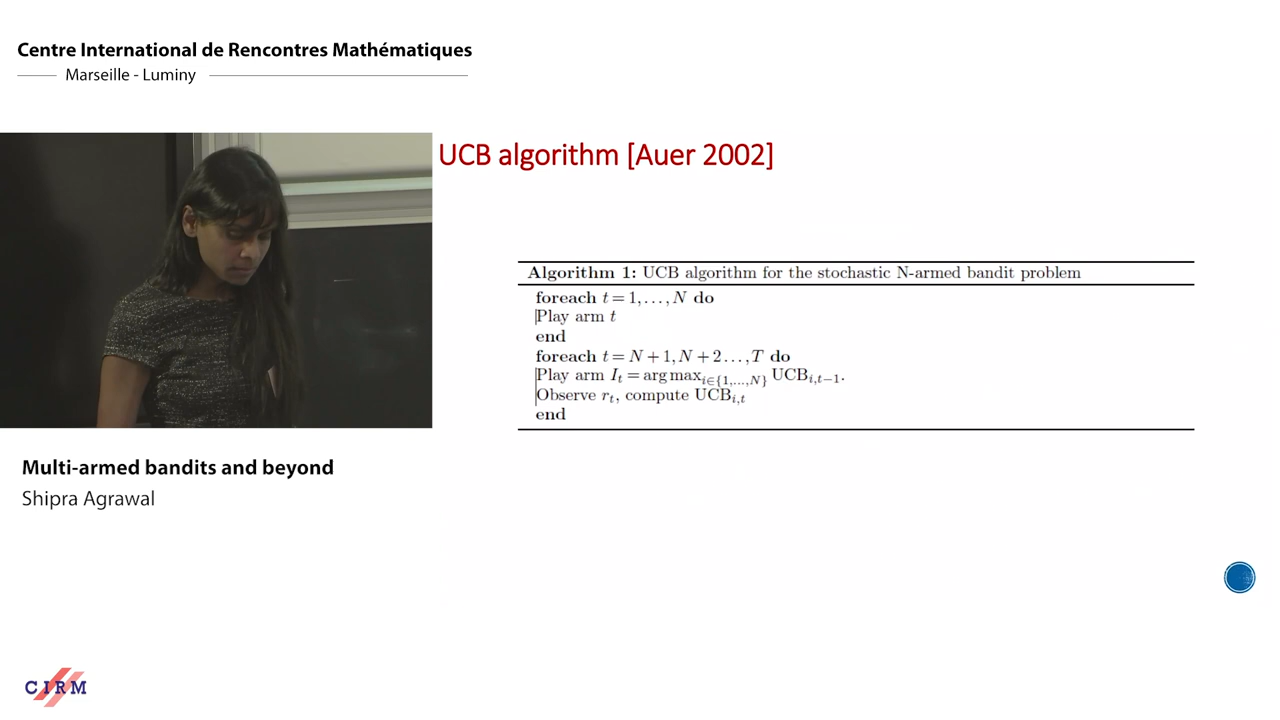 Centre International de Rencontres Mathématiques
Marseille - Luminy
UCB algorithm [Auer 2002]
Algorithm 1: UCB algorithm for the stochastic N-armed bandit problem
foreach t = 1, . . . , N do
Play arm t
end
foreach t = N + 1, N + 2 . . . , T do
Play arm I_t = arg max_{i∈{1,...,N}} UCB_{i,t−1}.
Observe r_t, compute UCB_{i,t}
end
Multi-armed bandits and beyond
Shipra Agrawal
CIRM